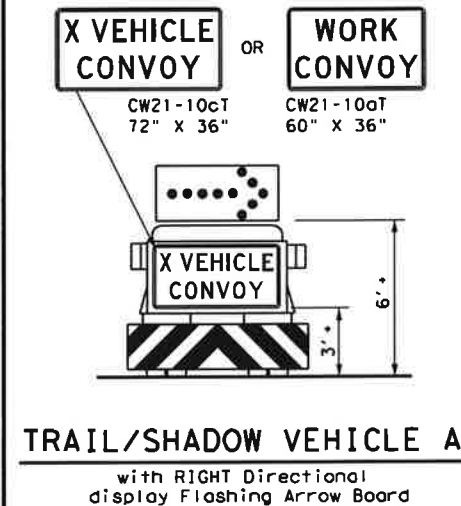 X VEHICLE
CONVOY
OR
WORK
CONVOY
CW21-10cT
72" X 36"
CW21-10aT
60" X 36"
X VEHICLE
CONVOY
6' +
3' +
TRAIL/SHADOW VEHICLE A
with RIGHT Directional
display Flashing Arrow Board